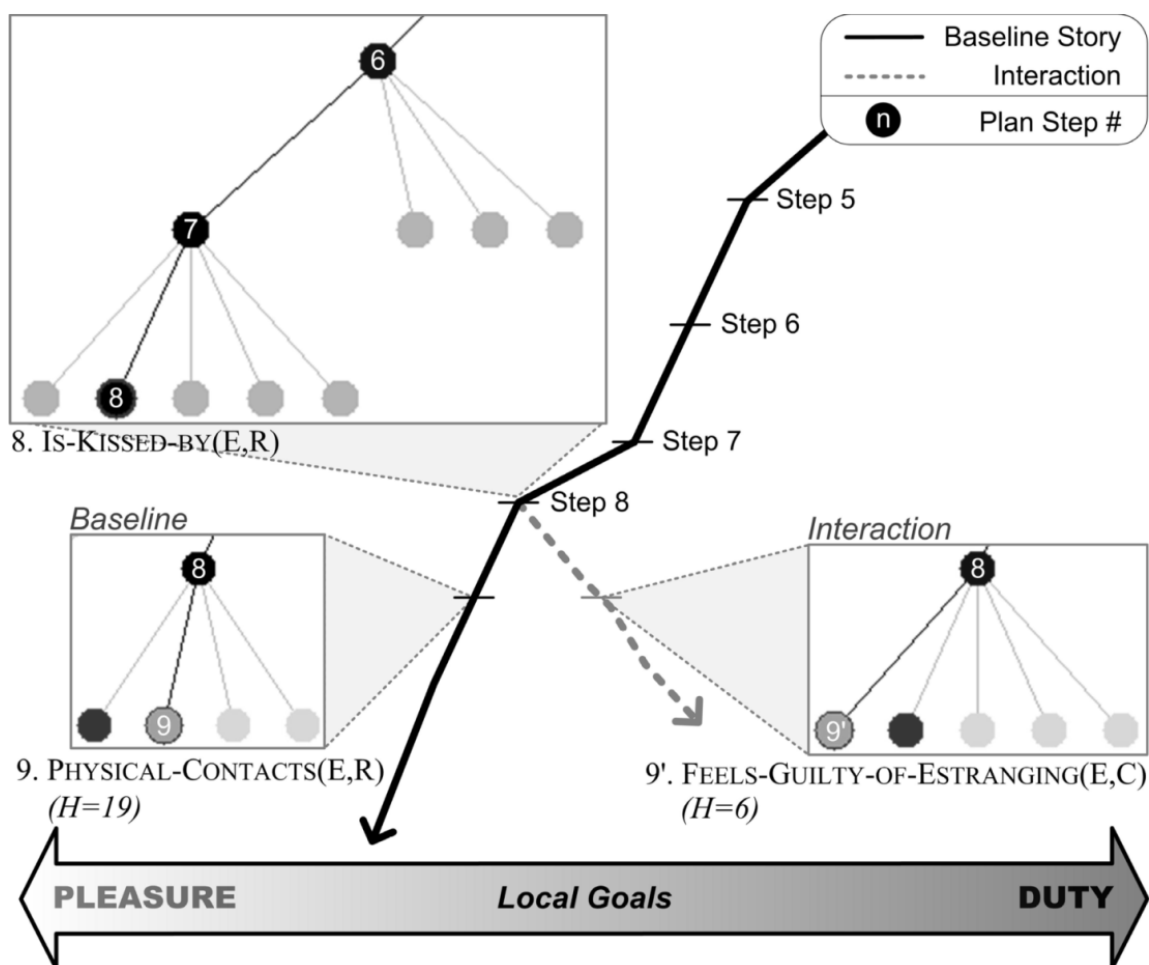 6
7
8
8. IS-KISSED-BY(E,R)
Baseline Story
Interaction
n Plan Step #
Step 5
Step 6
Step 7
Step 8
Baseline
8
9
9. PHYSICAL-CONTACTS(E,R)
(H=19)
Interaction
8
9'
9'. FEELS-GUILTY-OF-ESTRANGING(E,C)
(H=6)
PLEASURE Local Goals DUTY